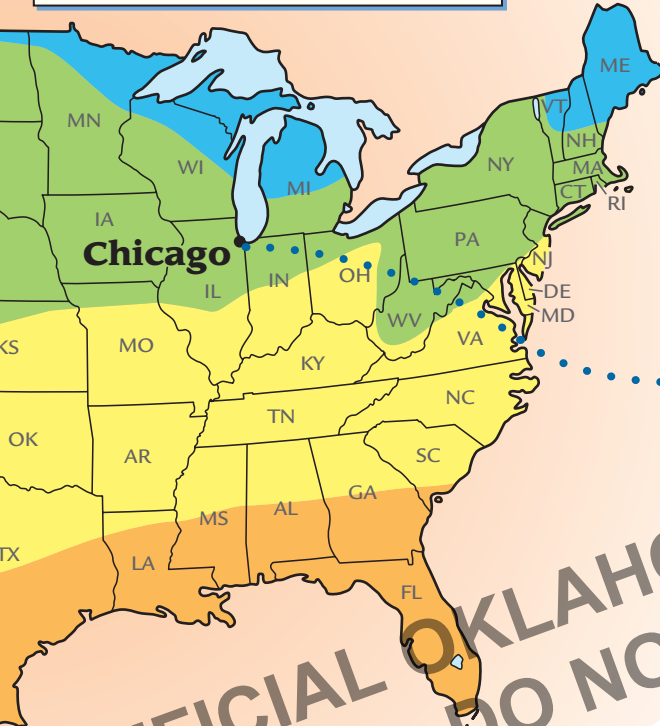 ME
VT
MN
NH
WI
NY
MA
MI
CT
RI
IA
PA
Chicago
NJ
OH
IN
IL
DE
MD
WV
VA
KS
MO
KY
NC
TN
OK
AR
SC
GA
AL
MS
TX
LA
FL
FICIAL OKLAHO
DO NO